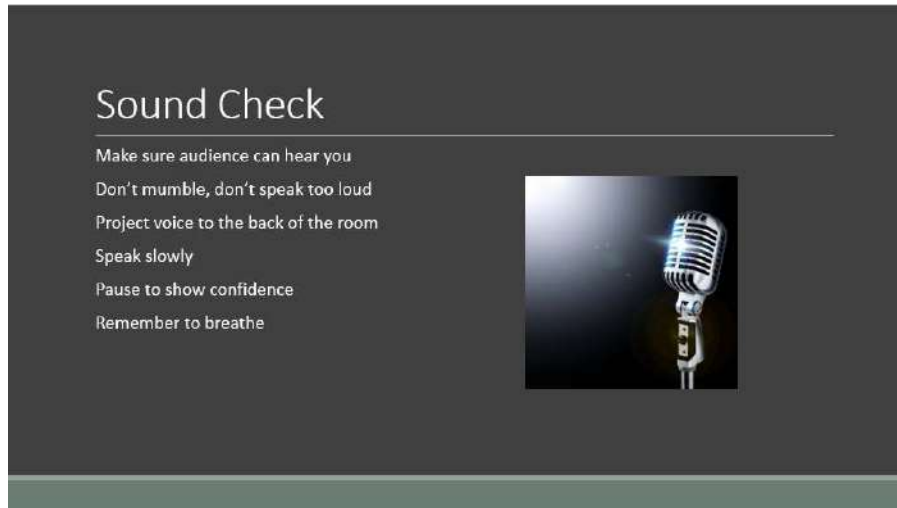 Sound Check
Make sure audience can hear you
Don't mumble, don't speak too loud
Project voice to the back of the room
Speak slowly
Pause to show confidence
Remember to breathe